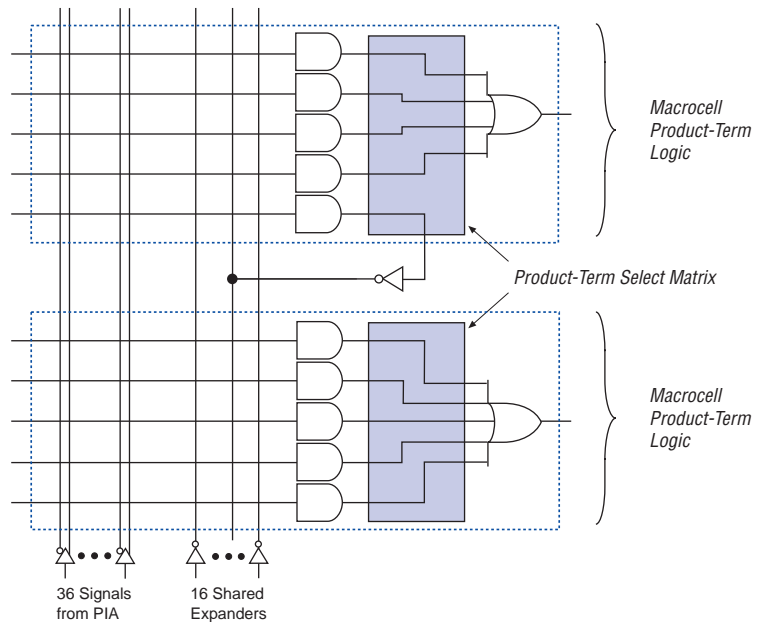 Macrocell
Product-Term
Logic
Product-Term Select Matrix
Macrocell
Product-Term
Logic
36 Signals
from PIA
16 Shared
Expanders